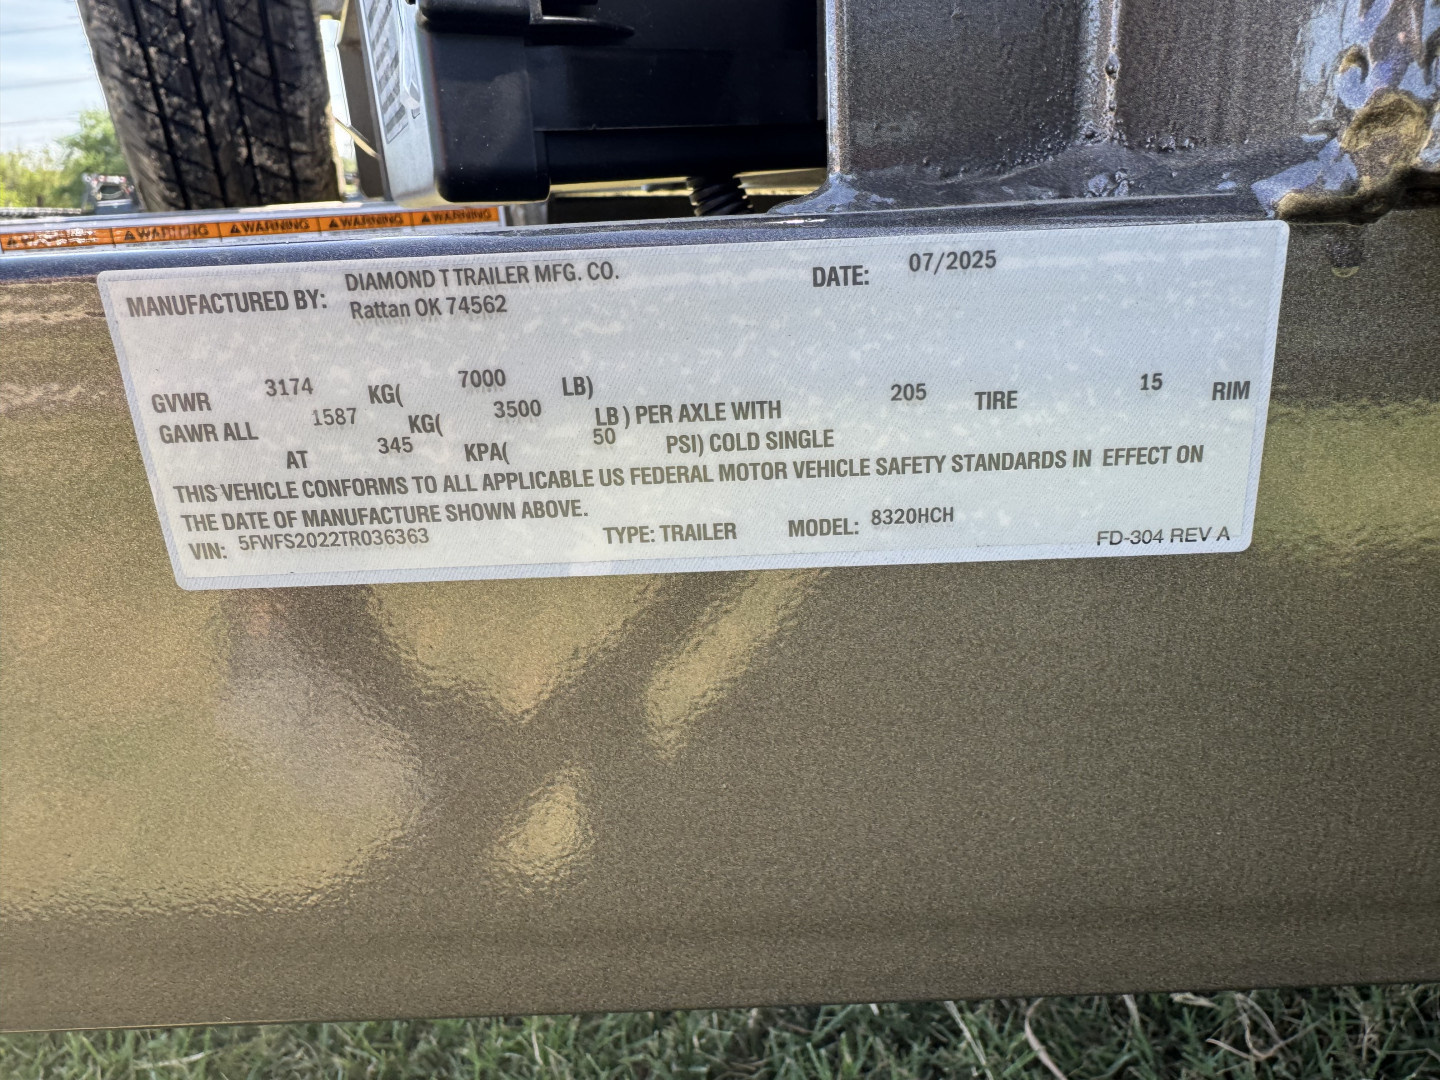 ⚠WARNING ⚠WARNING ⚠WARNING ⚠WARNING ⚠WARNING
MANUFACTURED BY: DIAMOND T TRAILER MFG. CO. DATE: 07/2025
Rattan OK 74562
GVWR 3174 KG( 7000 LB)
GAWR ALL 1587 KG( 3500 LB ) PER AXLE WITH 205 TIRE 15 RIM
AT 345 KPA( 50 PSI) COLD SINGLE
THIS VEHICLE CONFORMS TO ALL APPLICABLE US FEDERAL MOTOR VEHICLE SAFETY STANDARDS IN EFFECT ON
THE DATE OF MANUFACTURE SHOWN ABOVE.
VIN: 5FWFS2022TR036363 TYPE: TRAILER MODEL: 8320HCH FD-304 REV A